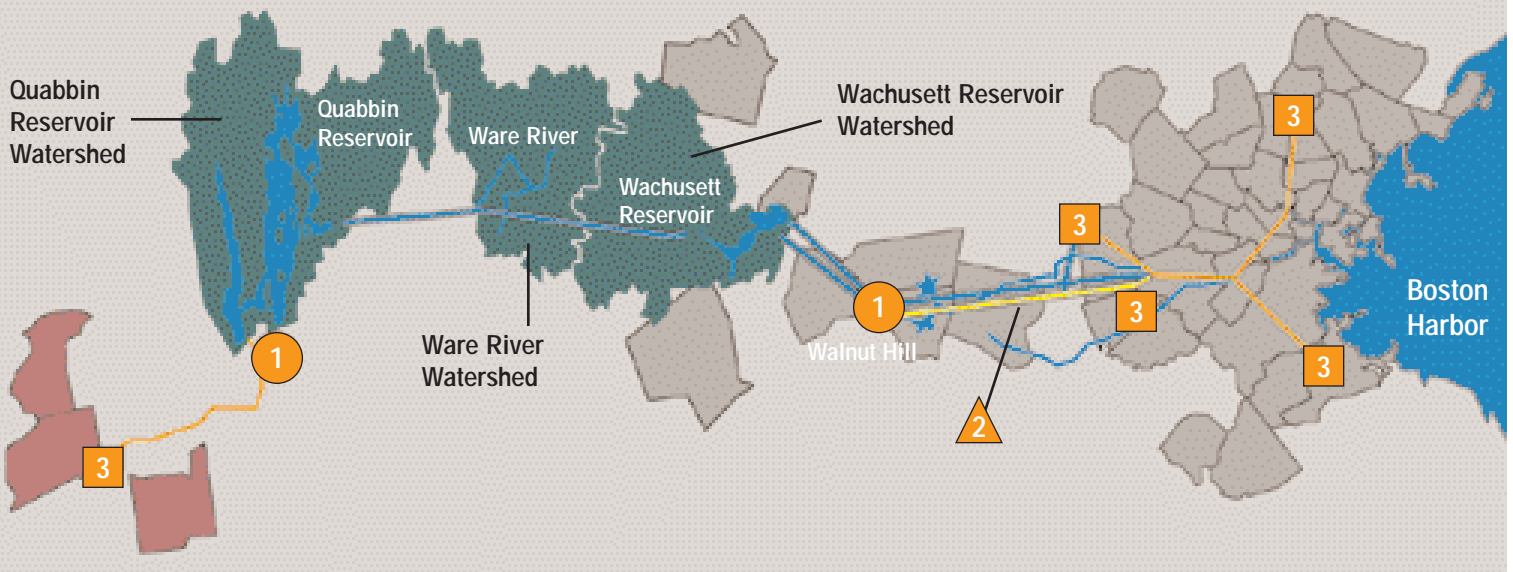 Quabbin
Reservoir
Watershed
Quabbin
Reservoir
Ware River
Wachusett Reservoir
Watershed
Wachusett
Reservoir
Ware River
Watershed
1
3
1
Walnut Hill
2
3
3
3
3
Boston
Harbor